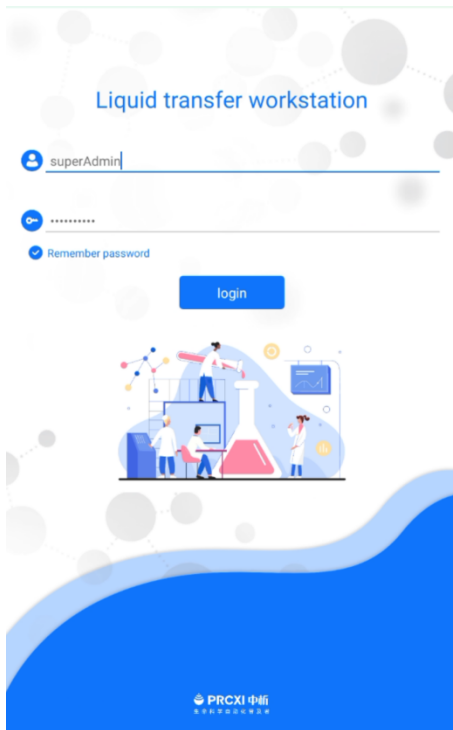 Liquid transfer workstation
superAdmin
••••••••••
Remember password
login
PRCXI 中析